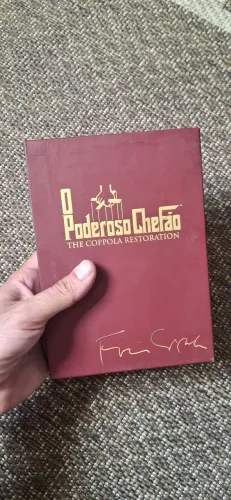 O
Poderoso Chefão
THE COPPOLA RESTORATION